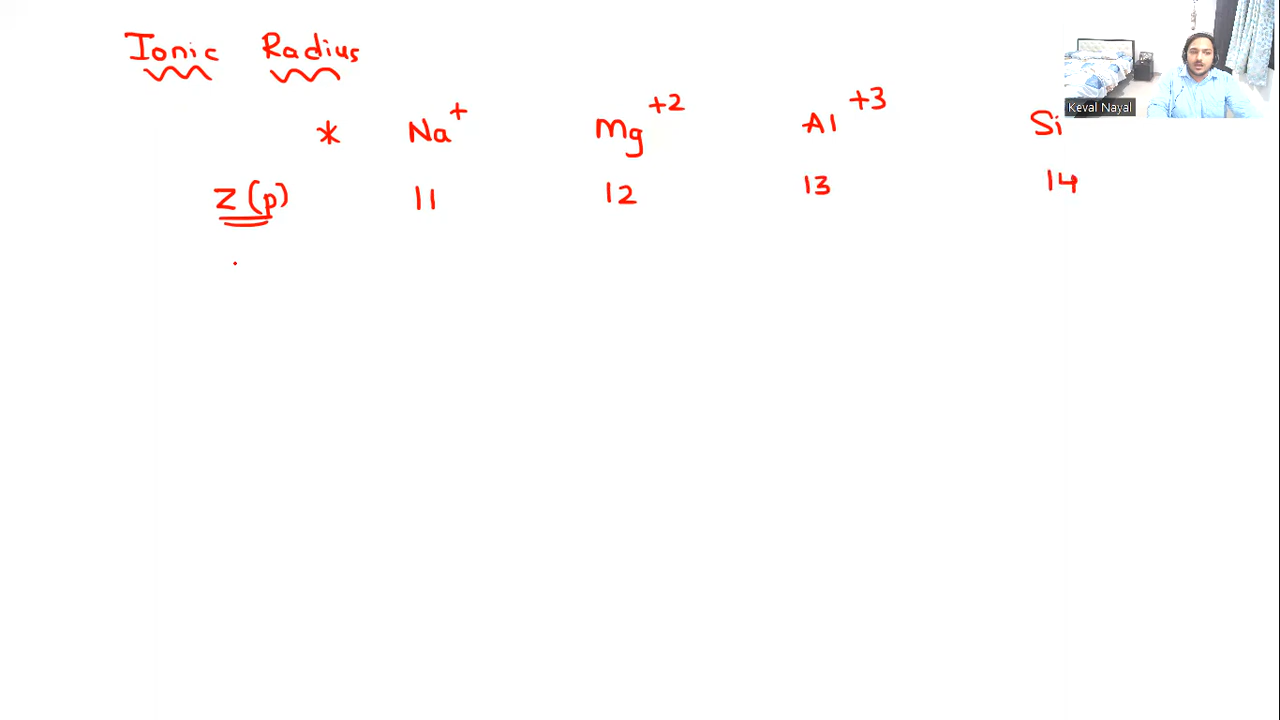 Ionic Radius
* Na+ Mg+2 Al+3 Si
Z(p) 11 12 13 14
Keval Nayal